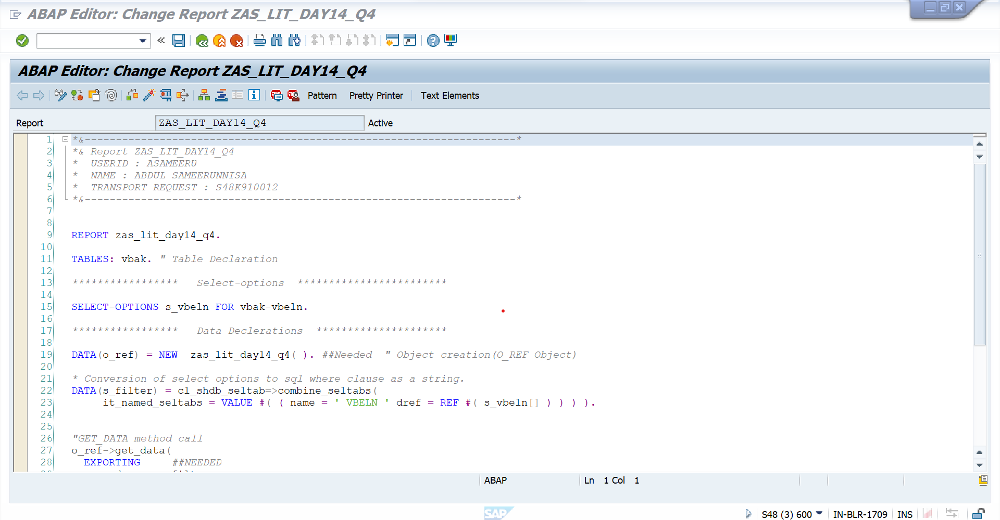 ABAP Editor: Change Report ZAS_LIT_DAY14_Q4
ABAP Editor: Change Report ZAS_LIT_DAY14_Q4
Pattern Pretty Printer Text Elements
Report ZAS_LIT_DAY14_Q4 Active
1 *&---------------------------------------------------------------------*
2 *& Report ZAS_LIT_DAY14_Q4
3 * USERID : ASAMEERU
4 * NAME : ABDUL SAMEERUNNISA
5 * TRANSPORT REQUEST : S48K910012
6 *&---------------------------------------------------------------------*
7
8
9 REPORT zas_lit_day14_q4.
10
11 TABLES: vbak. " Table Declaration
12
13 ***************** Select-options ************************
14
15 SELECT-OPTIONS s_vbeln FOR vbak-vbeln.
16
17 ***************** Data Declerations *********************
18
19 DATA(o_ref) = NEW zas_lit_day14_q4( ). ##Needed " Object creation(O_REF Object)
20
21 * Conversion of select options to sql where clause as a string.
22 DATA(s_filter) = cl_shdb_seltab=>combine_seltabs(
23 it_named_seltabs = VALUE #( ( name = ' VBELN ' dref = REF #( s_vbeln[] ) ) ) ).
24
25
26 "GET_DATA method call
27 o_ref->get_data(
28 EXPORTING ##NEEDED
ABAP Ln 1 Col 1
SAP
S48 (3) 600 IN-BLR-1709 INS